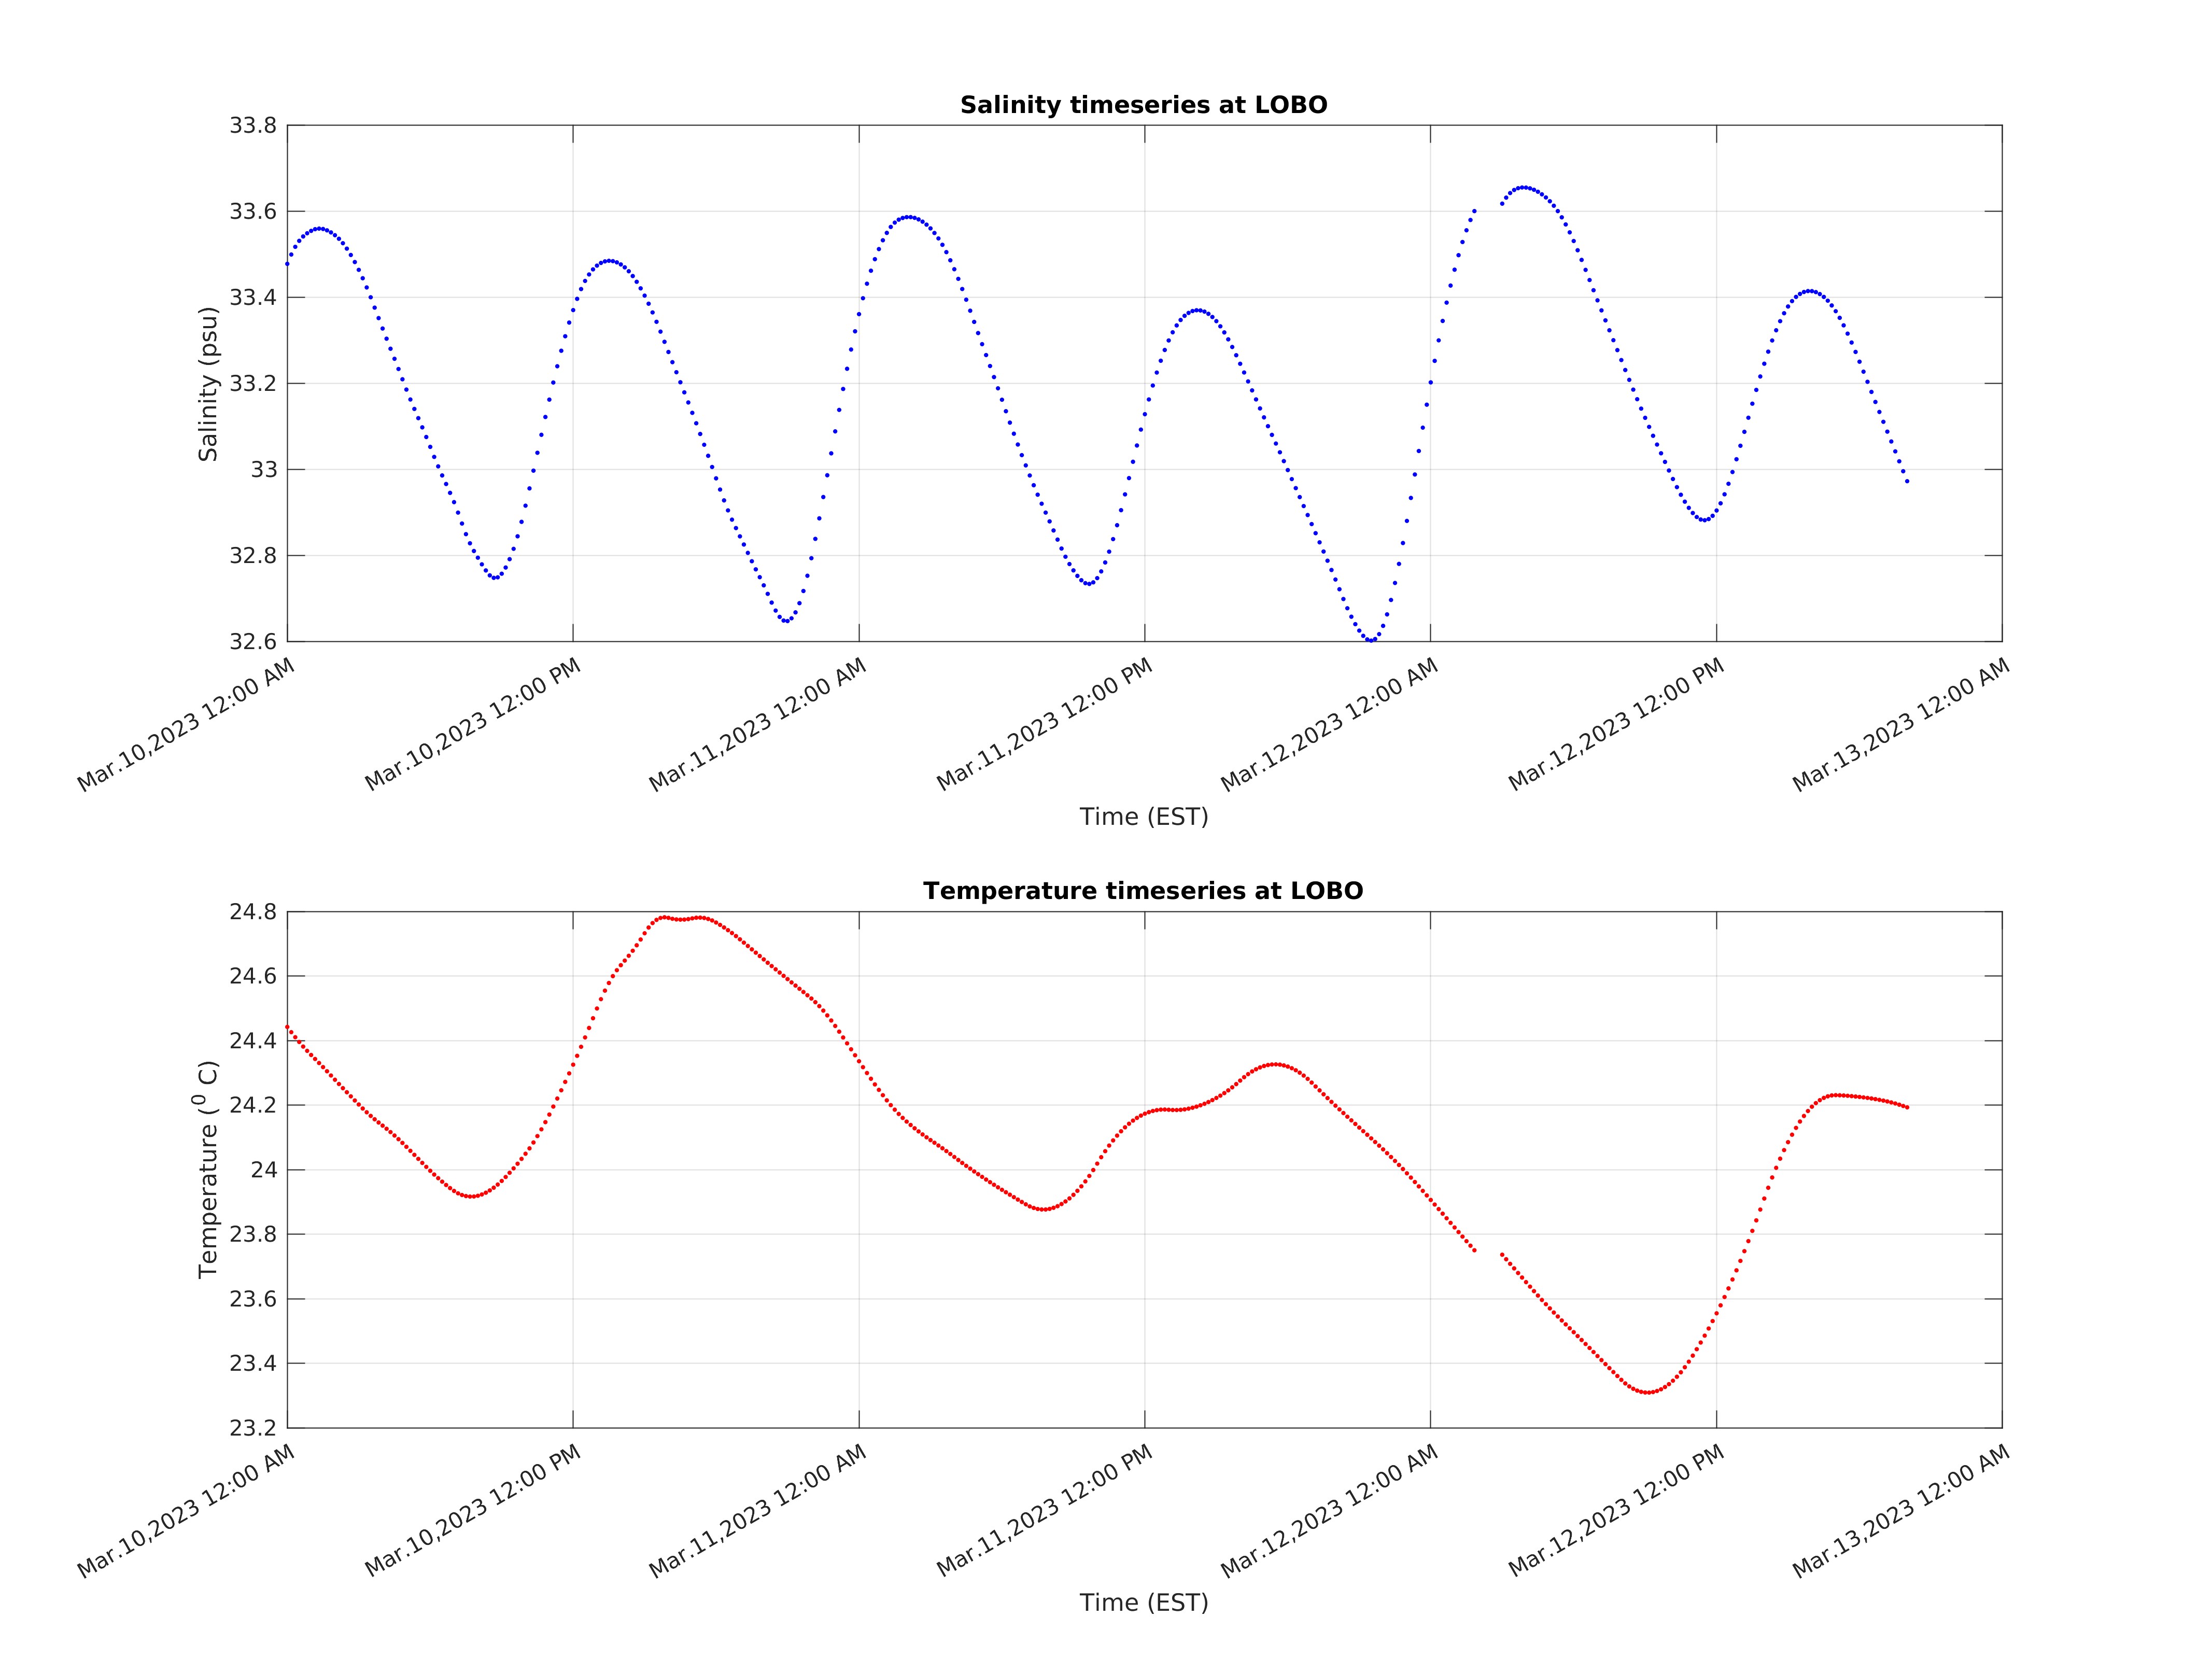 Salinity timeseries at LOBO
Salinity (psu)
33.8
33.6
33.4
33.2
33
32.8
32.6
Mar.10,2023 12:00 AM
Mar.10,2023 12:00 PM
Mar.11,2023 12:00 AM
Mar.11,2023 12:00 PM
Mar.12,2023 12:00 AM
Mar.12,2023 12:00 PM
Mar.13,2023 12:00 AM
Time (EST)
Temperature timeseries at LOBO
Temperature (⁰ C)
24.8
24.6
24.4
24.2
24
23.8
23.6
23.4
23.2
Mar.10,2023 12:00 AM
Mar.10,2023 12:00 PM
Mar.11,2023 12:00 AM
Mar.11,2023 12:00 PM
Mar.12,2023 12:00 AM
Mar.12,2023 12:00 PM
Mar.13,2023 12:00 AM
Time (EST)